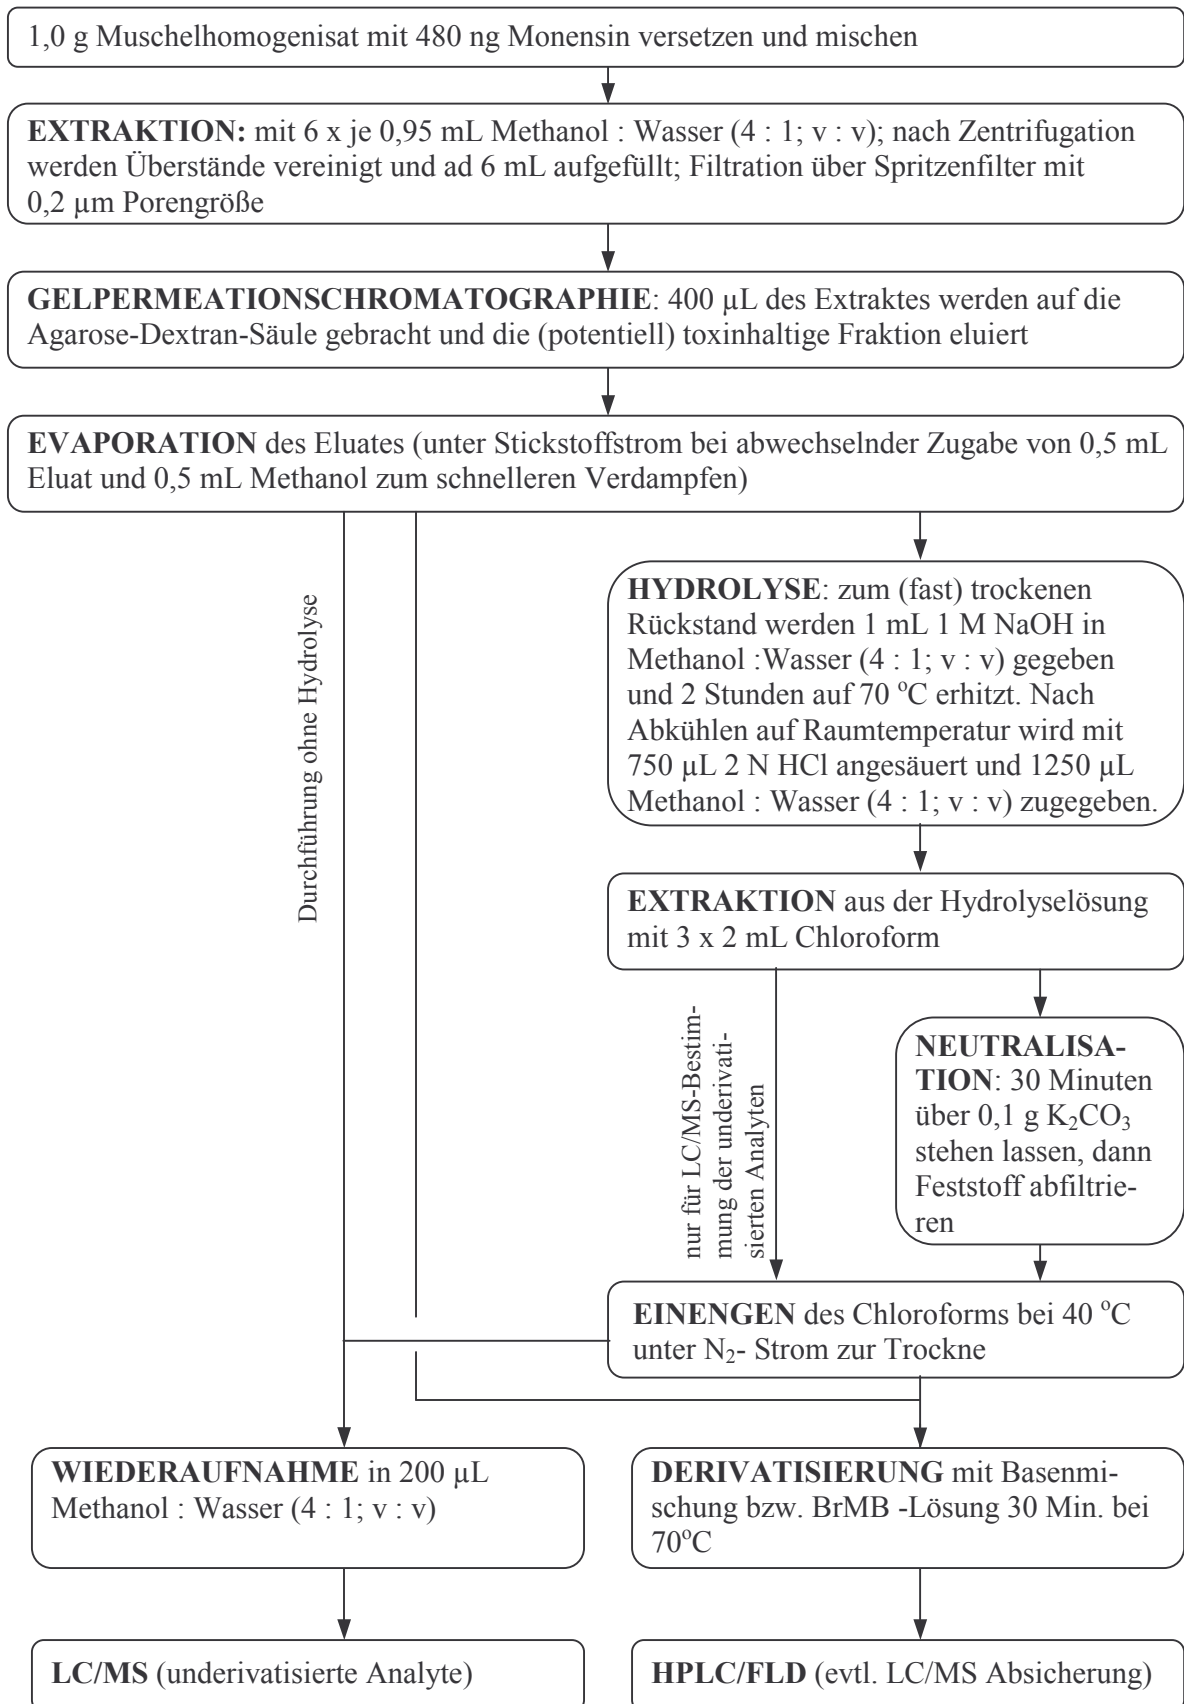 1,0 g Muschelhomogenisat mit 480 ng Monensin versetzen und mischen
EXTRAKTION: mit 6 x je 0,95 mL Methanol : Wasser (4 : 1; v : v); nach Zentrifugation
werden Überstände vereinigt und ad 6 mL aufgefüllt; Filtration über Spritzenfilter mit
0,2 µm Porengröße
GELPERMEATIONSCHROMATOGRAPHIE: 400 µL des Extraktes werden auf die
Agarose-Dextran-Säule gebracht und die (potentiell) toxinhaltige Fraktion eluiert
EVAPORATION des Eluates (unter Stickstoffstrom bei abwechselnder Zugabe von 0,5 mL
Eluat und 0,5 mL Methanol zum schnelleren Verdampfen)
Durchführung ohne Hydrolyse
HYDROLYSE: zum (fast) trockenen
Rückstand werden 1 mL 1 M NaOH in
Methanol :Wasser (4 : 1; v : v) gegeben
und 2 Stunden auf 70 °C erhitzt. Nach
Abkühlen auf Raumtemperatur wird mit
750 µL 2 N HCl angesäuert und 1250 µL
Methanol : Wasser (4 : 1; v : v) zugegeben.
EXTRAKTION aus der Hydrolyselösung
mit 3 x 2 mL Chloroform
nur für LC/MS-Bestim-
mung der underivati-
sierten Analyten
NEUTRALISA-
TION: 30 Minuten
über 0,1 g K₂CO₃
stehen lassen, dann
Feststoff abfiltrie-
ren
EINENGEN des Chloroforms bei 40 °C
unter N₂- Strom zur Trockne
WIEDERAUFNAHME in 200 µL
Methanol : Wasser (4 : 1; v : v)
DERIVATISIERUNG mit Basenmi-
schung bzw. BrMB -Lösung 30 Min. bei
70°C
LC/MS (underivatisierte Analyte)
HPLC/FLD (evtl. LC/MS Absicherung)